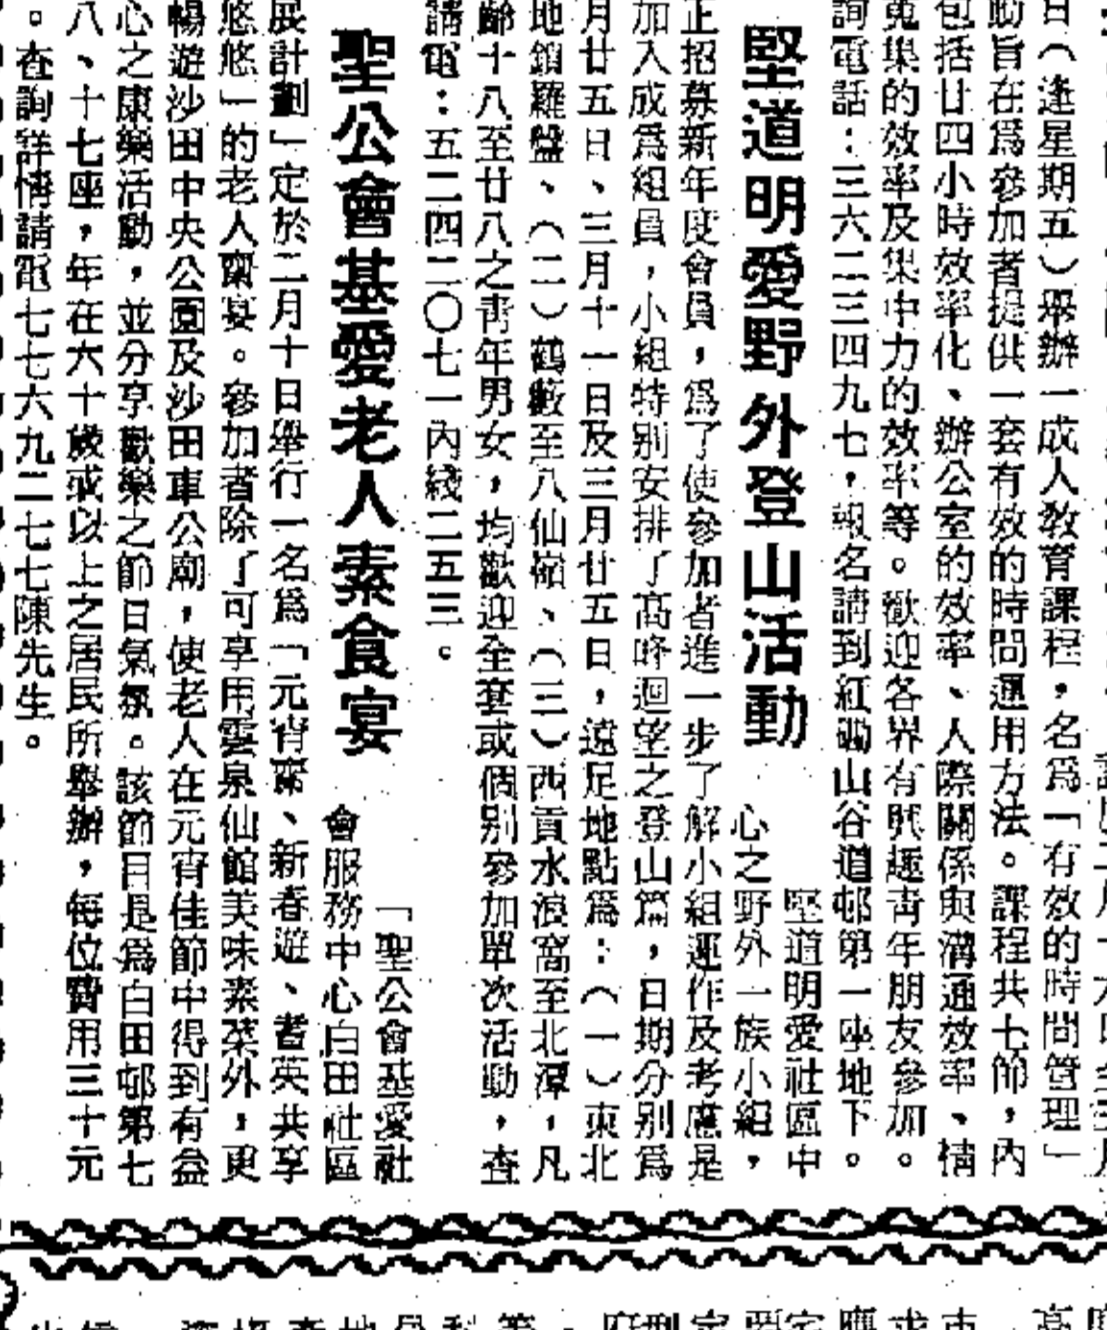 日（逢星期五）舉辦一成人教育課程，名爲「有效的時間管理」
動旨在爲參加者提供一套有效的時間運用方法。課程共七節，內
包括廿四小時效率化、辦公室的效率、人際關係與溝通效率、情
蒐集的效率及集中力的效率等。歡迎各界有興趣青年朋友參加。
詢電話：三六二三四九七，報名請到紅磡山谷道邨第一座地下。
堅道明愛野外登山活動
堅道明愛社區中
心之野外一族小組，
正招募新年度會員，爲了使參加者進一步了解小組運作及考慮是
加入成爲組員，小組特別安排了高峰迴望之登山篇，日期分別爲
月廿五日、三月十一日及三月廿五日，遠足地點爲：（一）東北
地鎖羅盤、（二）鶴藪至八仙嶺、（三）西貢水浪窩至北潭，凡
齡十八至廿八之青年男女，均歡迎全套或個別參加單次活動，查
請電：五二四二〇七一內綫二五三。
聖公會基愛老人素食宴
「聖公會基愛社
會服務中心白田社區
展計劃」定於二月十日舉行一名爲「元宵齋、新春遊、耆英共享
悠悠」的老人齋宴。參加者除了可享用雲泉仙館美味素菜外，更
暢遊沙田中央公園及沙田車公廟，使老人在元宵佳節中得到有益
心之康樂活動，並分享歡樂之節日氣氛。該節目是爲白田邨第七
八、十七座，年在六十歲或以上之居民所舉辦，每位費用三十元
。查詢詳情請電七七六九二七七陳先生。